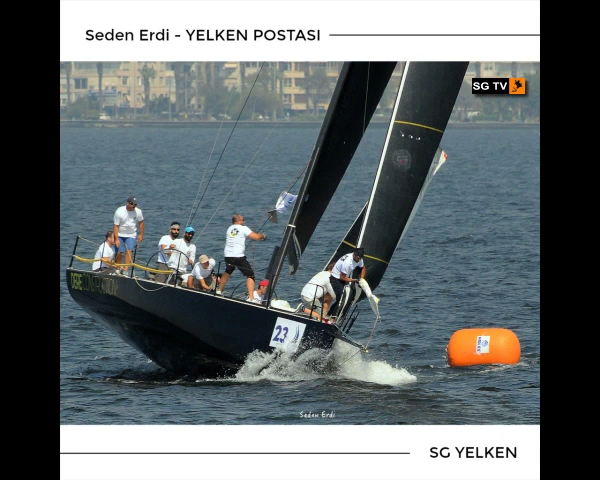 Seden Erdi - YELKEN POSTASI
SG TV
23
Seden Erdi
SG YELKEN